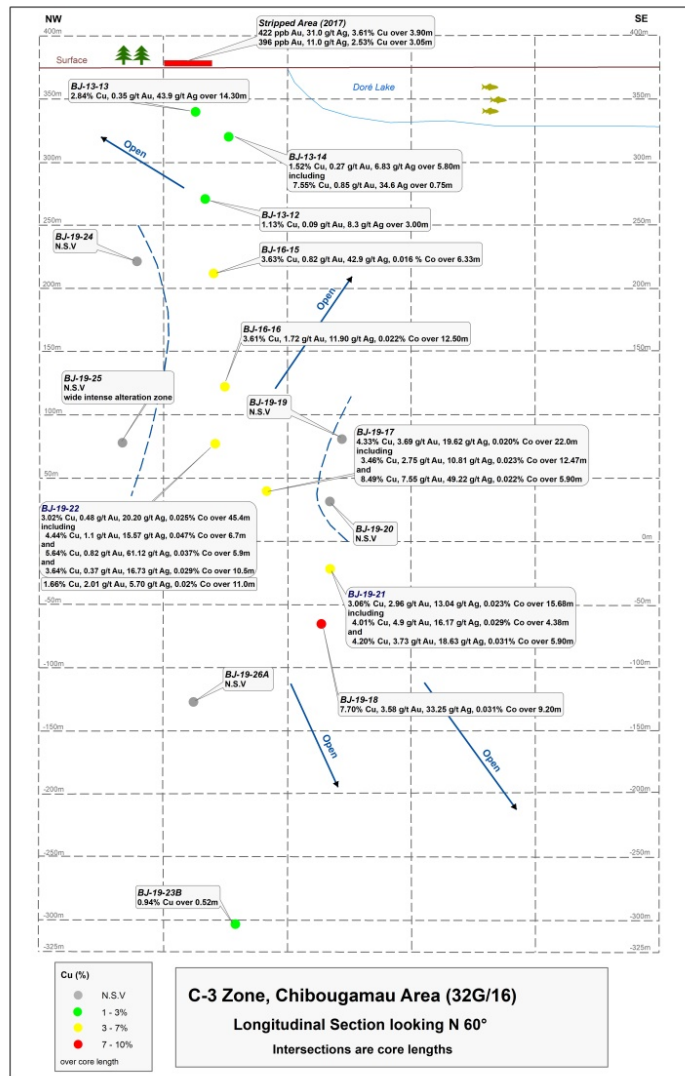 NW
SE
Stripped Area (2017)
422 ppb Au, 31.0 g/t Ag, 3.61% Cu over 3.90m
396 ppb Au, 11.0 g/t Ag, 2.53% Cu over 3.05m
400m
400m
Surface
Doré Lake
BJ-13-13
2.84% Cu, 0.35 g/t Au, 43.9 g/t Ag over 14.30m
350m
350m
BJ-13-14
1.52% Cu, 0.27 g/t Au, 6.83 g/t Ag over 5.80m
including
7.55% Cu, 0.85 g/t Au, 34.6 Ag over 0.75m
Open
300m
300m
BJ-13-12
1.13% Cu, 0.09 g/t Au, 8.3 g/t Ag over 3.00m
250m
250m
BJ-19-24
N.S.V
BJ-16-15
3.63% Cu, 0.82 g/t Au, 42.9 g/t Ag, 0.016 % Co over 6.33m
200m
200m
Open
BJ-16-16
3.61% Cu, 1.72 g/t Au, 11.90 g/t Ag, 0.022% Co over 12.50m
150m
150m
BJ-19-25
N.S.V
wide intense alteration zone
BJ-19-19
N.S.V
100m
100m
BJ-19-17
4.33% Cu, 3.69 g/t Au, 19.62 g/t Ag, 0.020% Co over 22.0m
including
3.46% Cu, 2.75 g/t Au, 10.81 g/t Ag, 0.023% Co over 12.47m
and
8.49% Cu, 7.55 g/t Au, 49.22 g/t Ag, 0.022% Co over 5.90m
50m
50m
BJ-19-22
3.02% Cu, 0.48 g/t Au, 20.20 g/t Ag, 0.025% Co over 45.4m
including
4.44% Cu, 1.1 g/t Au, 15.57 g/t Ag, 0.047% Co over 6.7m
and
5.64% Cu, 0.82 g/t Au, 61.12 g/t Ag, 0.037% Co over 5.9m
and
3.64% Cu, 0.37 g/t Au, 16.73 g/t Ag, 0.029% Co over 10.5m
1.66% Cu, 2.01 g/t Au, 5.70 g/t Ag, 0.02% Co over 11.0m
BJ-19-20
N.S.V
0m
0m
BJ-19-21
3.06% Cu, 2.96 g/t Au, 13.04 g/t Ag, 0.023% Co over 15.68m
including
4.01% Cu, 4.9 g/t Au, 16.17 g/t Ag, 0.029% Co over 4.38m
and
4.20% Cu, 3.73 g/t Au, 18.63 g/t Ag, 0.031% Co over 5.90m
-50m
-50m
-100m
-100m
BJ-19-26A
N.S.V
BJ-19-18
7.70% Cu, 3.58 g/t Au, 33.25 g/t Ag, 0.031% Co over 9.20m
Open
Open
-150m
-150m
-200m
-200m
-250m
-250m
BJ-19-23B
0.94% Cu over 0.52m
-300m
-300m
-325m
-325m
Cu (%)
N.S.V
1 - 3%
3 - 7%
7 - 10%
over core length
C-3 Zone, Chibougamau Area (32G/16)
Longitudinal Section looking N 60°
Intersections are core lengths